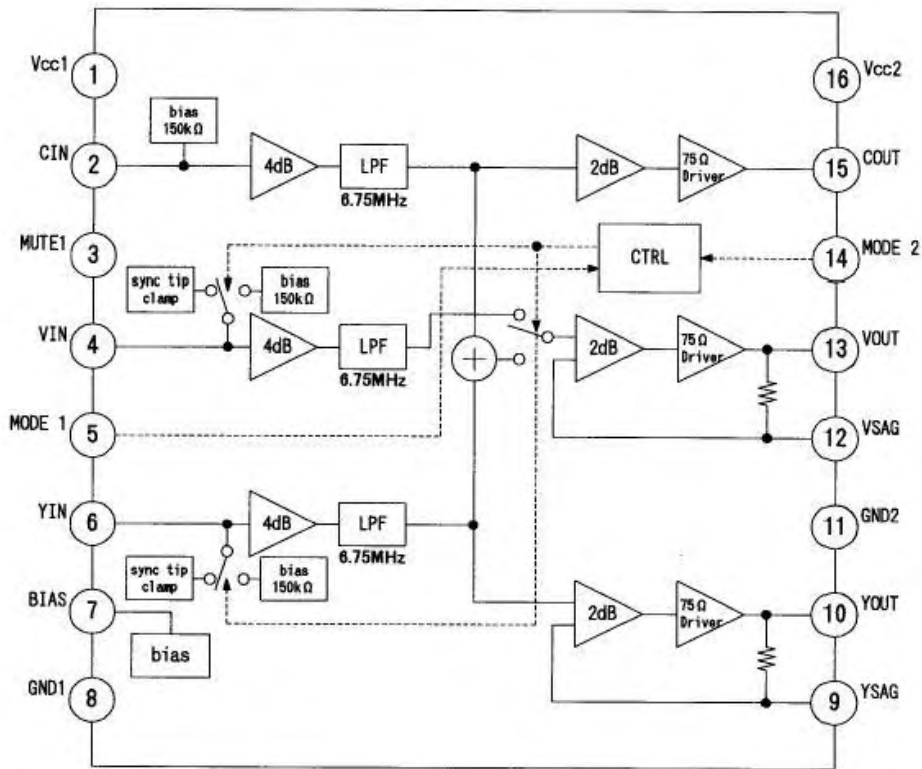 Vcc1
1
16
Vcc2
bias
150kΩ
CIN
2
4dB
LPF
6.75MHz
2dB
75Ω
Driver
15
COUT
MUTE1
3
CTRL
14
MODE 2
sync tip
clamp
bias
150kΩ
VIN
4
4dB
LPF
6.75MHz
+
2dB
75Ω
Driver
13
VOUT
MODE 1
5
12
VSAG
YIN
6
4dB
LPF
6.75MHz
11
GND2
sync tip
clamp
bias
150kΩ
BIAS
7
bias
2dB
75Ω
Driver
10
YOUT
GND1
8
9
YSAG